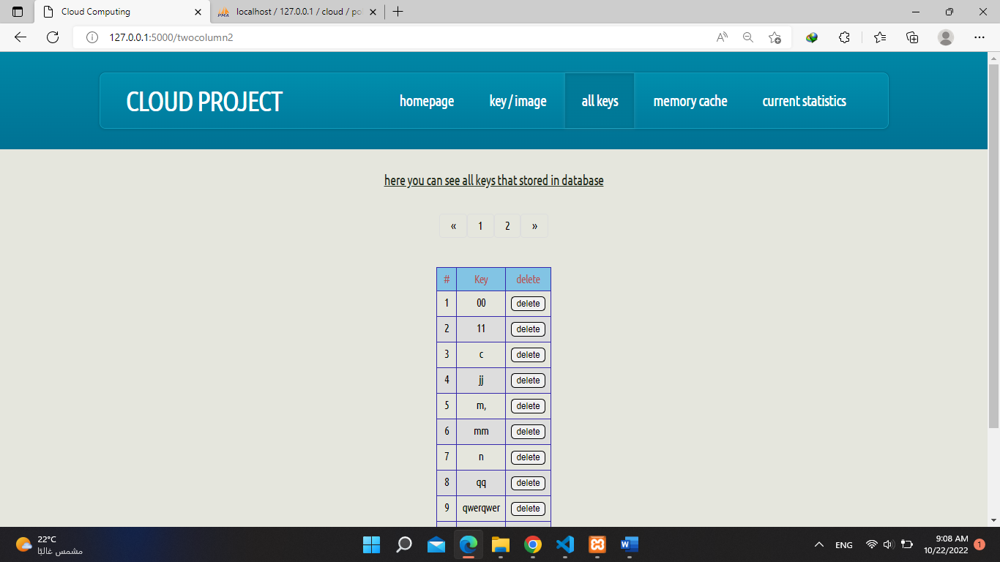 Cloud Computing
localhost / 127.0.0.1 / cloud / po
127.0.0.1:5000/twocolumn2
CLOUD PROJECT
homepage
key / image
all keys
memory cache
current statistics
here you can see all keys that stored in database
« 1 2 »
# Key delete
1 00 delete
2 11 delete
3 c delete
4 jj delete
5 m, delete
6 mm delete
7 n delete
8 qq delete
9 qwerqwer delete
22°C
مشمس غالبًا
ENG
9:08 AM
10/22/2022
1